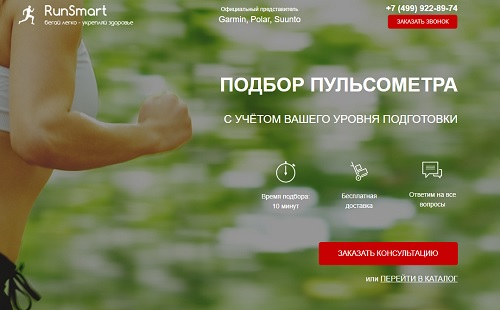 RunSmart
бегай легко - укрепляй здоровье
Официальный представитель
Garmin, Polar, Suunto
+7 (499) 922-89-74
ЗАКАЗАТЬ ЗВОНОК
ПОДБОР ПУЛЬСОМЕТРА
С УЧЁТОМ ВАШЕГО УРОВНЯ ПОДГОТОВКИ
Время подбора:
10 минут
Бесплатная
доставка
Ответим на все
вопросы
ЗАКАЗАТЬ КОНСУЛЬТАЦИЮ
или ПЕРЕЙТИ В КАТАЛОГ